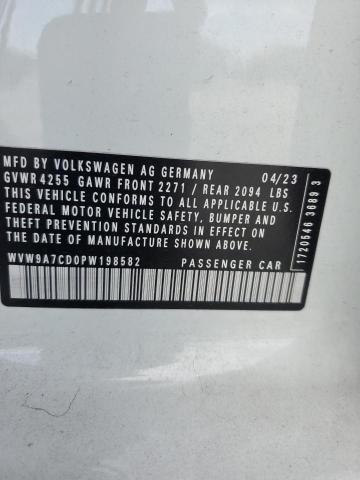 MFD BY VOLKSWAGEN AG GERMANY 04/23
GVWR 4255 GAWR FRONT 2271 / REAR 2094 LBS
THIS VEHICLE CONFORMS TO ALL APPLICABLE U.S.
FEDERAL MOTOR VEHICLE SAFETY, BUMPER AND
THEFT PREVENTION STANDARDS IN EFFECT ON
THE DATE OF MANUFACTURE SHOWN ABOVE.
WVW9A7CD0PW198582 PASSENGER CAR
1720546 3689 3